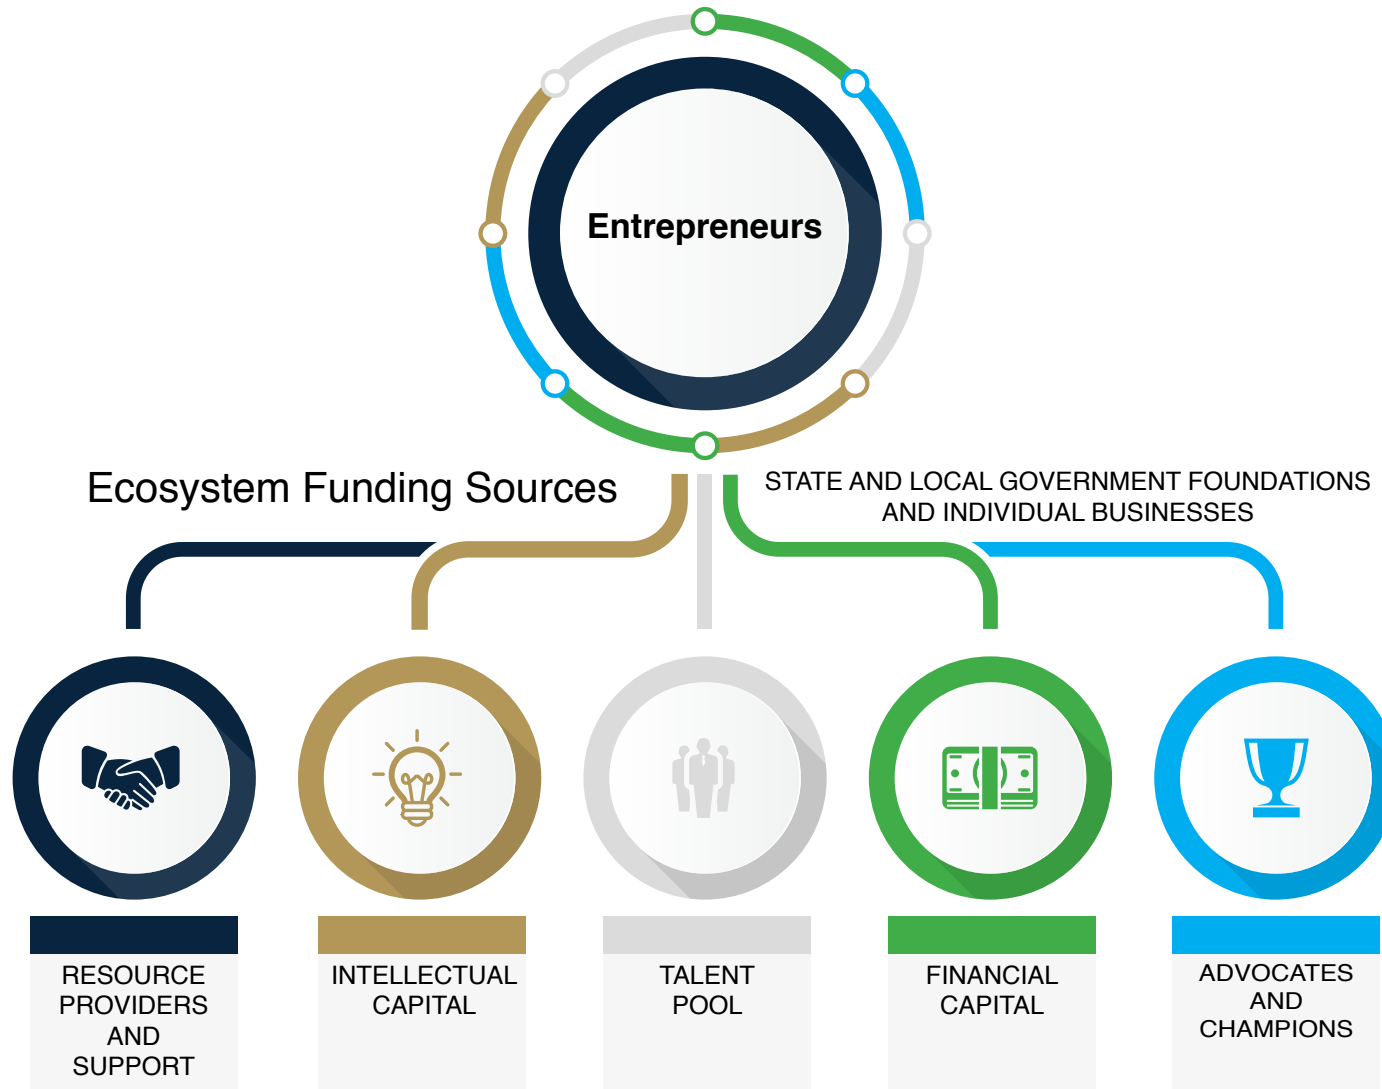 Entrepreneurs
Ecosystem Funding Sources
STATE AND LOCAL GOVERNMENT FOUNDATIONS
AND INDIVIDUAL BUSINESSES
RESOURCE
PROVIDERS
AND
SUPPORT
INTELLECTUAL
CAPITAL
TALENT
POOL
FINANCIAL
CAPITAL
ADVOCATES
AND
CHAMPIONS